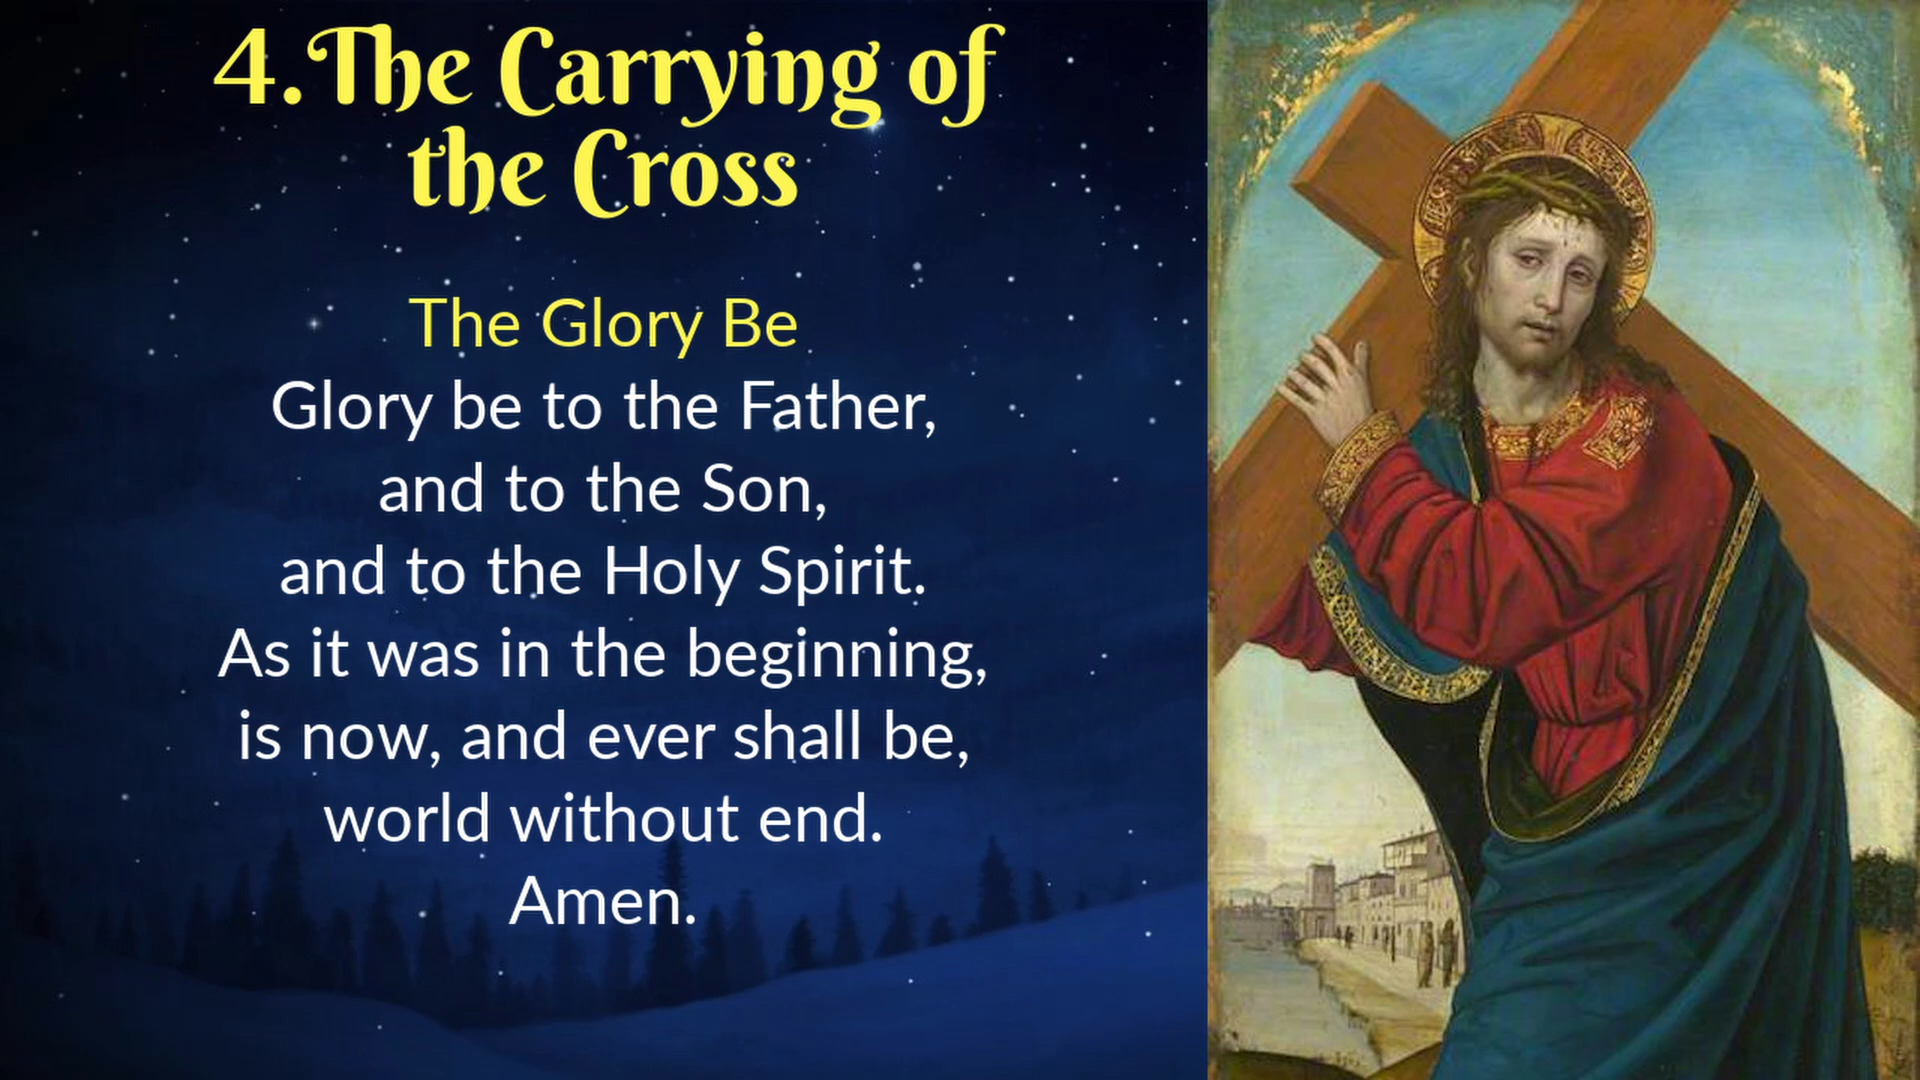 4.The Carrying of
the Cross
The Glory Be
Glory be to the Father,
and to the Son,
and to the Holy Spirit.
As it was in the beginning,
is now, and ever shall be,
world without end.
Amen.